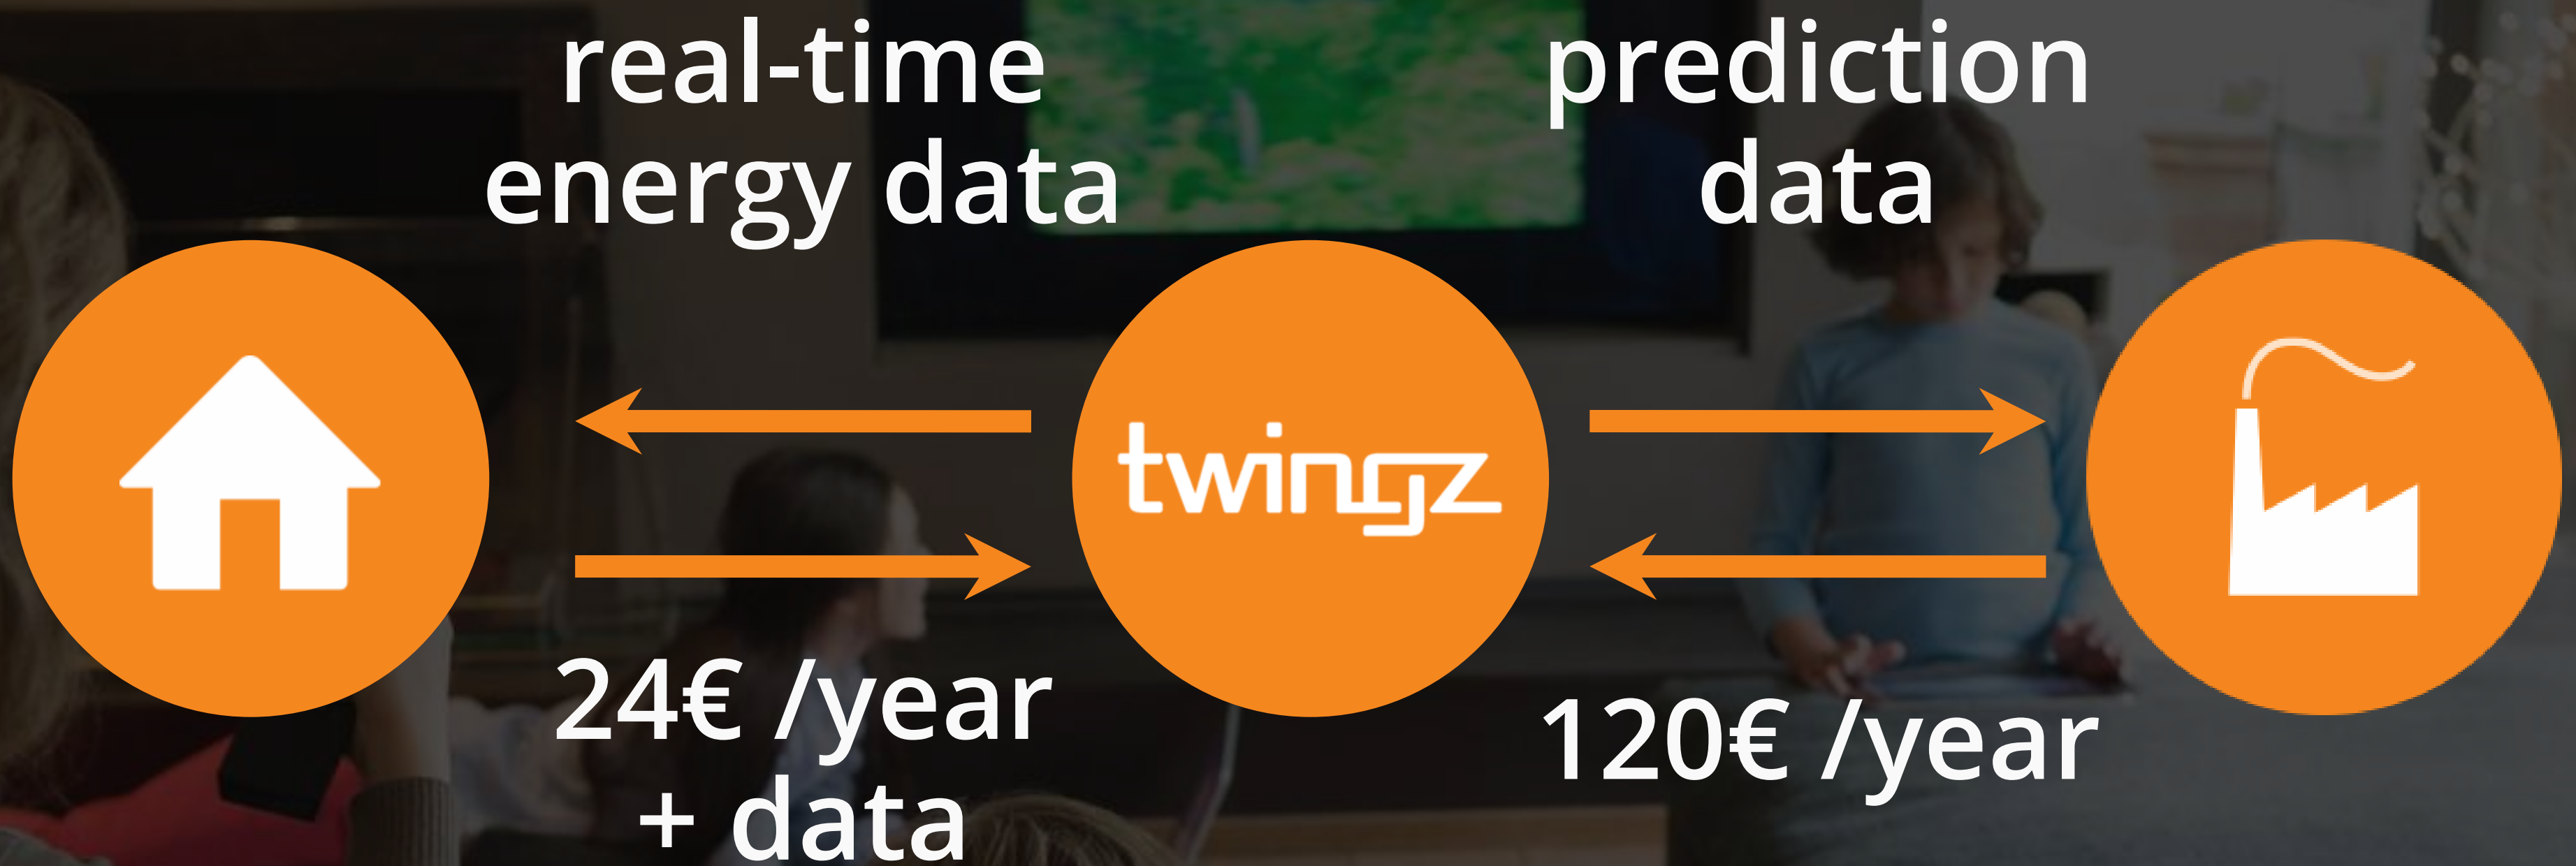 real-time
energy data
prediction
data
twingz
24€ /year
+ data
120€ /year